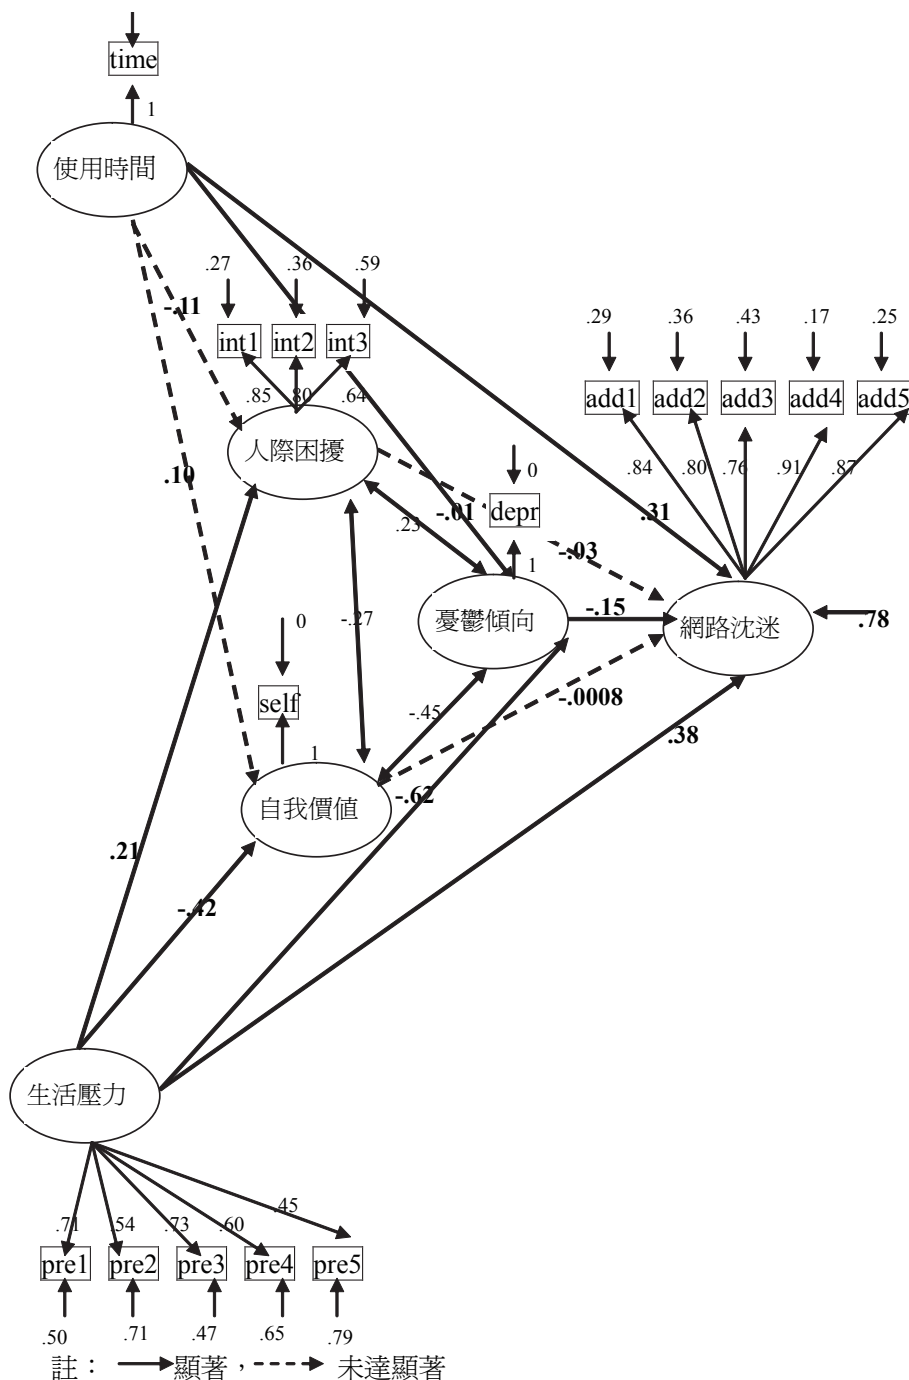 time
1
使用時間
.27 .36 .59
-.11
int1 int2 int3
.29 .36 .43 .17 .25
.85 .80 .64
add1 add2 add3 add4 add5
人際困擾
.84 .80 .76 .91 .87
.10
0
.23 -.01 depr .31
-.03
1
憂鬱傾向 -.15 網路沈迷 .78
-.27
0
self
-.45 -.0008
.38
1
自我價值 -.62
.21
-.42
生活壓力
.71 .54 .73 .60 .45
pre1 pre2 pre3 pre4 pre5
.50 .71 .47 .65 .79
註： 顯著， 未達顯著